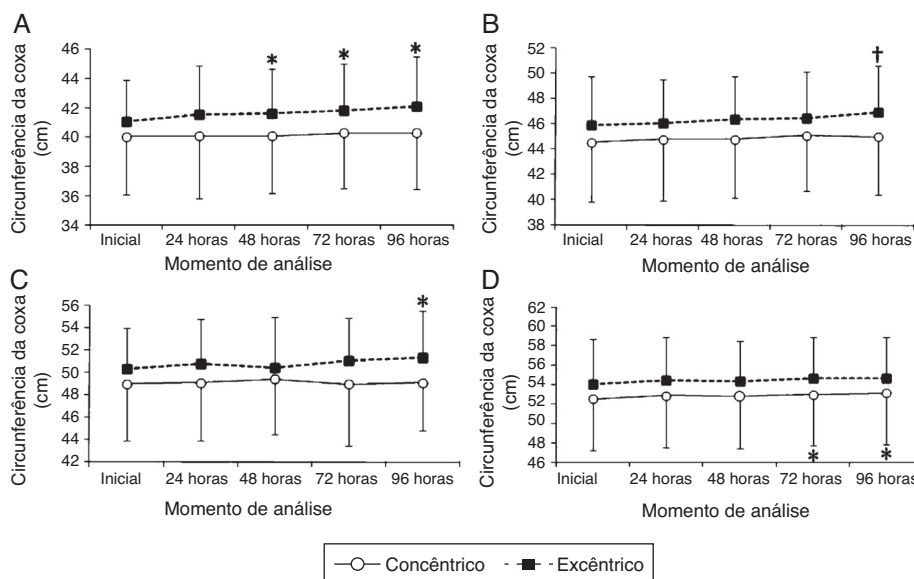 A
Circunferência da coxa
(cm)
46
44
42
40
38
36
34
* * *
Inicial 24 horas 48 horas 72 horas 96 horas
Momento de análise
B
Circunferência da coxa
(cm)
52
50
48
46
44
42
40
38
†
Inicial 24 horas 48 horas 72 horas 96 horas
Momento de análise
C
Circunferência da coxa
(cm)
56
54
52
51
50
48
46
44
42
*
Inicial 24 horas 48 horas 72 horas 96 horas
Momento de análise
D
Circunferência da coxa
(cm)
62
60
58
56
54
52
50
48
46
* *
Inicial 24 horas 48 horas 72 horas 96 horas
Momento de análise
Concêntrico Excêntrico